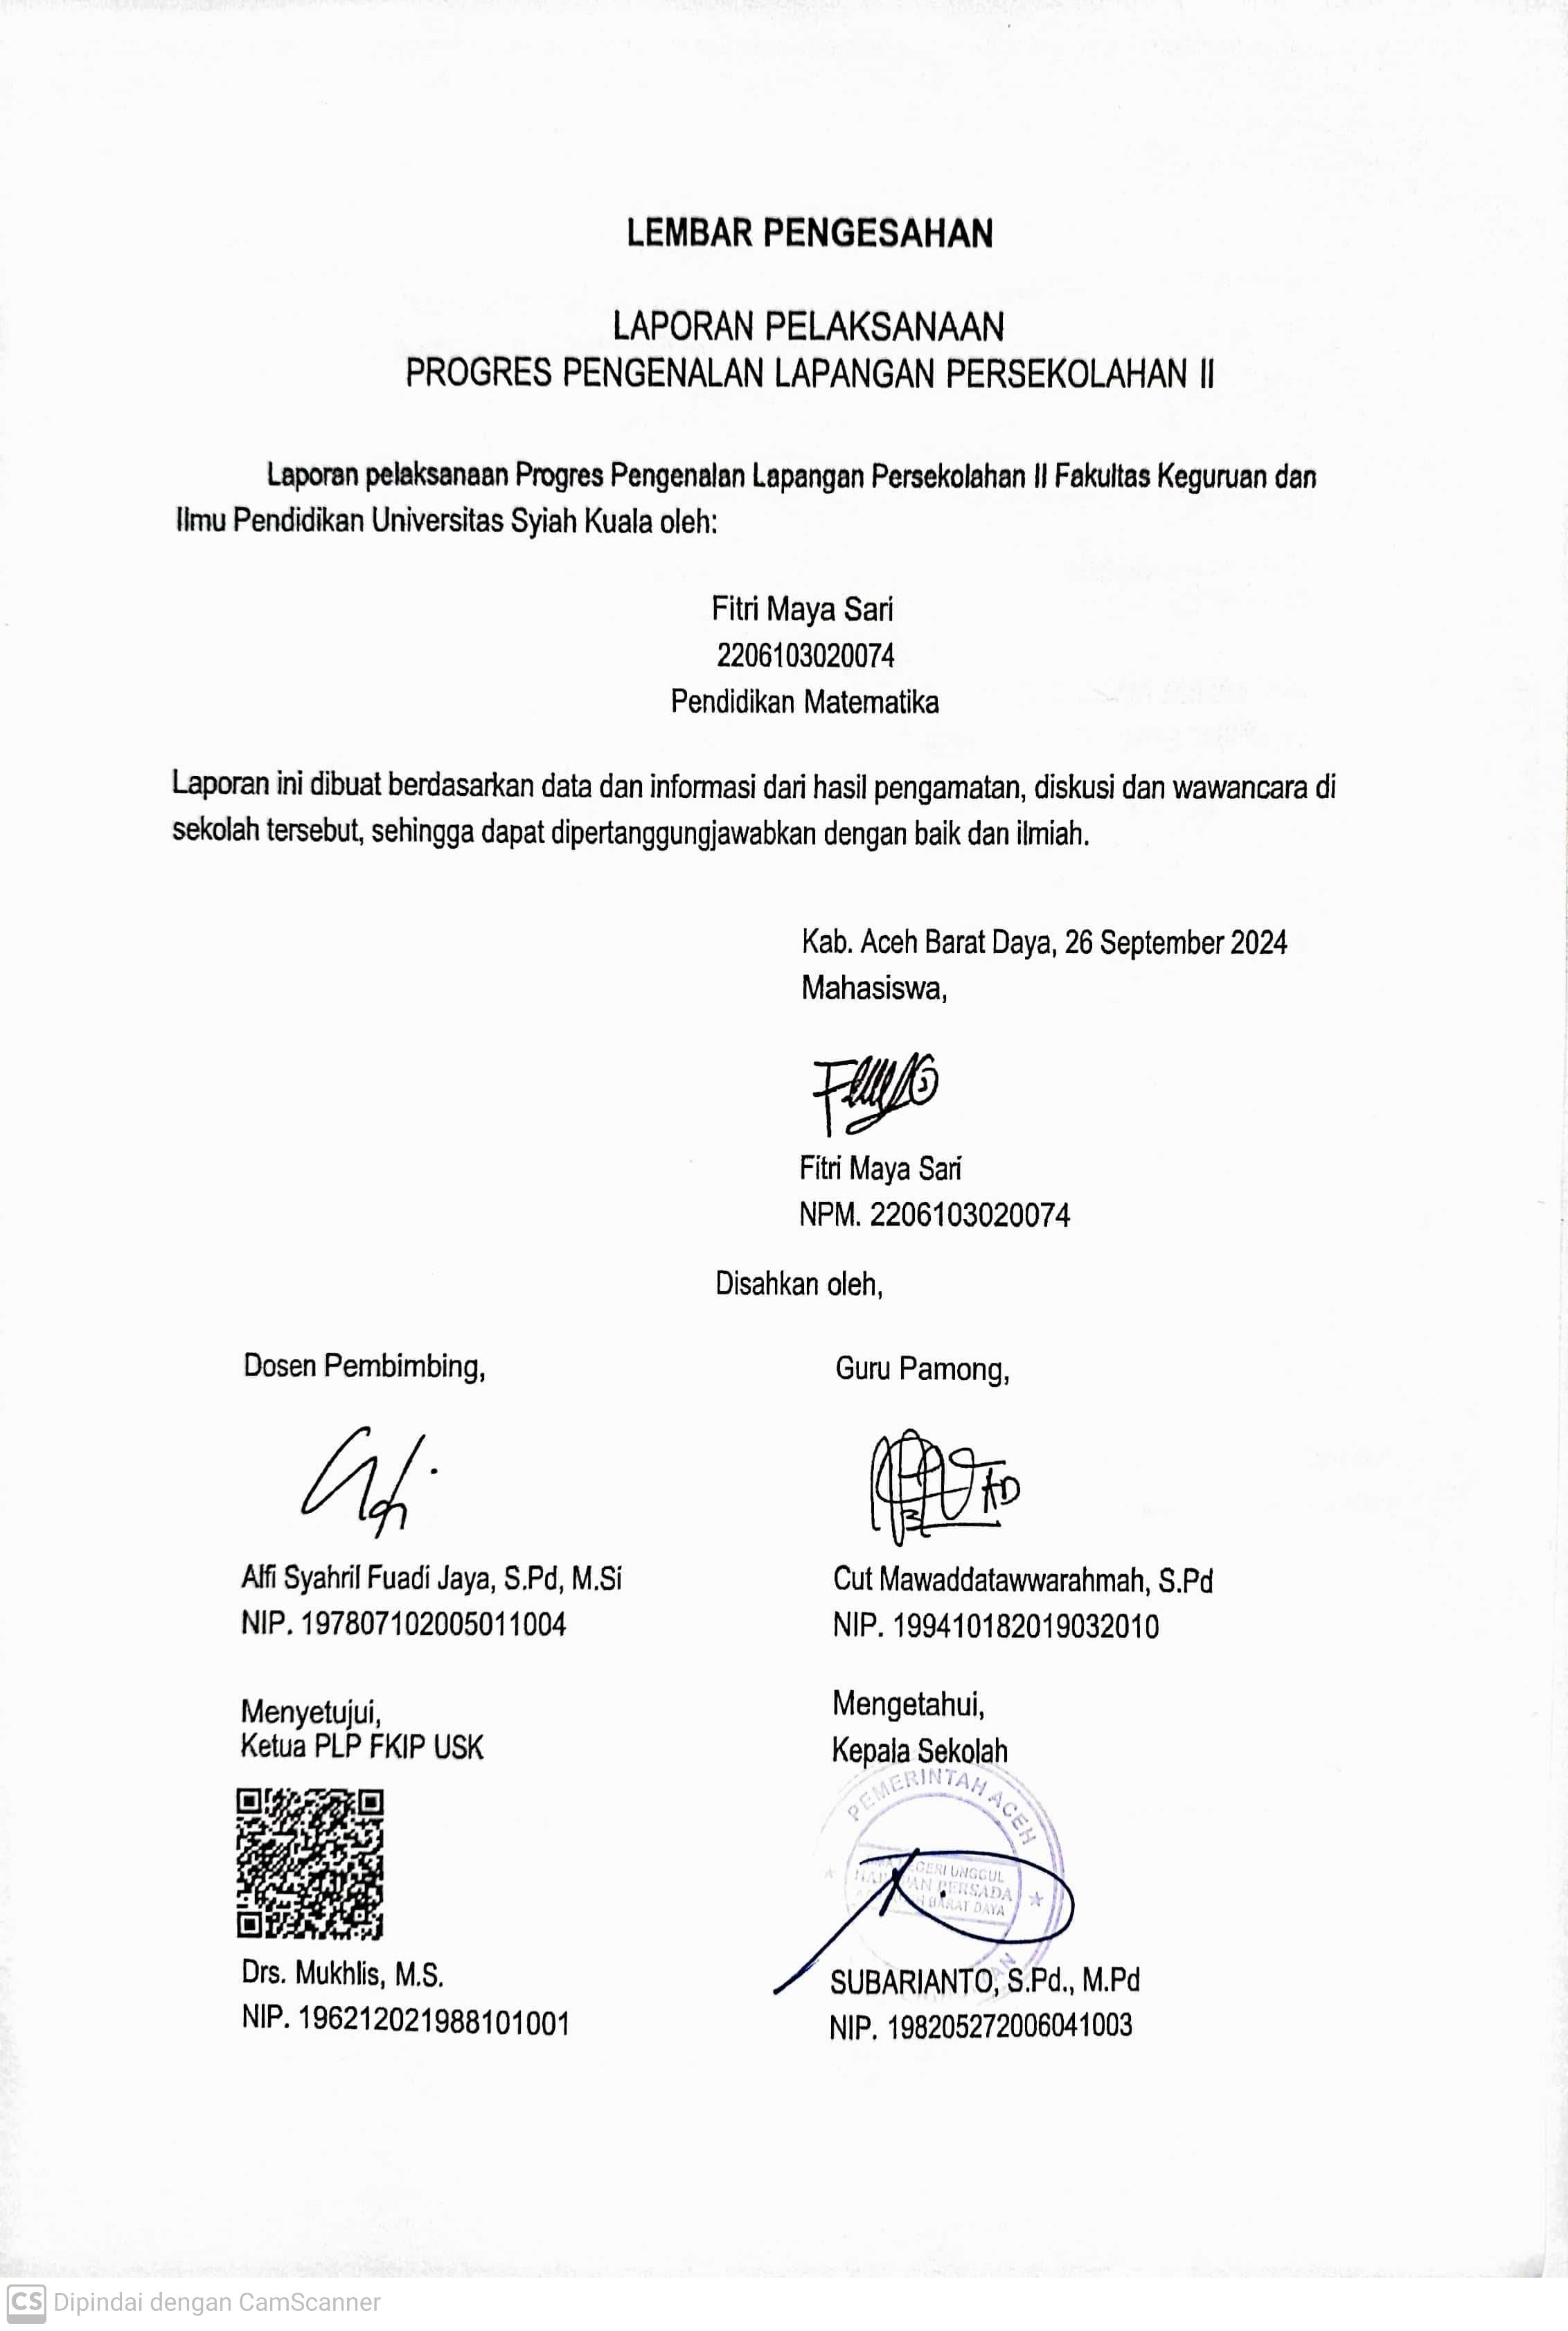 LEMBAR PENGESAHAN
LAPORAN PELAKSANAAN
PROGRES PENGENALAN LAPANGAN PERSEKOLAHAN II
Laporan pelaksanaan Progres Pengenalan Lapangan Persekolahan II Fakultas Keguruan dan
Ilmu Pendidikan Universitas Syiah Kuala oleh:
Fitri Maya Sari
2206103020074
Pendidikan Matematika
Laporan ini dibuat berdasarkan data dan informasi dari hasil pengamatan, diskusi dan wawancara di
sekolah tersebut, sehingga dapat dipertanggungjawabkan dengan baik dan ilmiah.
Kab. Aceh Barat Daya, 26 September 2024
Mahasiswa,
Fitri Maya Sari
NPM. 2206103020074
Disahkan oleh,
Dosen Pembimbing,
Alfi Syahril Fuadi Jaya, S.Pd, M.Si
NIP. 197807102005011004
Guru Pamong,
Cut Mawaddatawwarahmah, S.Pd
NIP. 199410182019032010
Menyetujui,
Ketua PLP FKIP USK
Drs. Mukhlis, M.S.
NIP. 196212021988101001
Mengetahui,
Kepala Sekolah
PEMERINTAH ACEH
UNGGUL
PERSADA
BARAT DAYA
SUBARIANTO, S.Pd., M.Pd
NIP. 198205272006041003
CS Dipindai dengan CamScanner